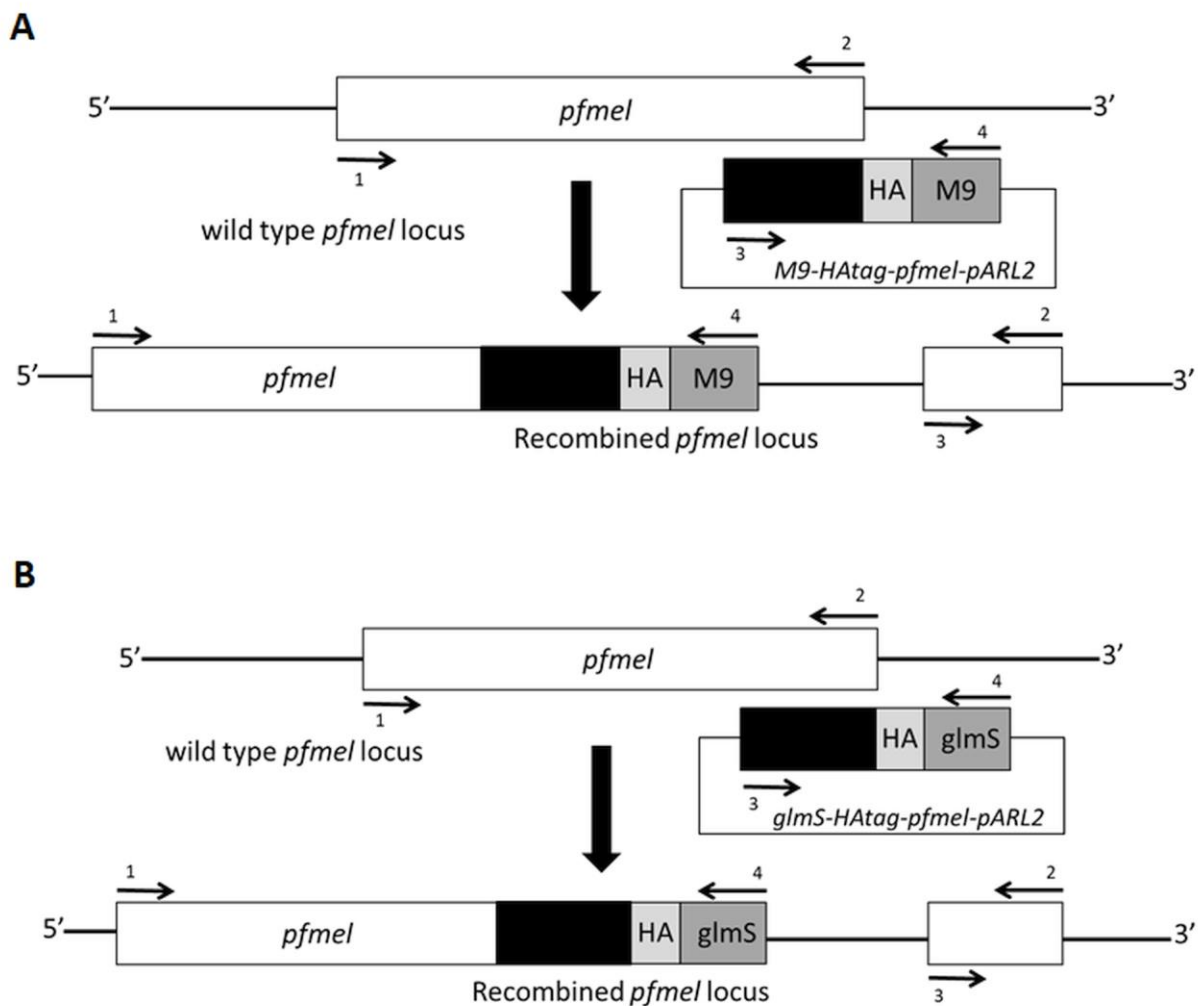 A
2
5’ pfmel 3’
1
4
HA M9
wild type pfmel locus
3
M9-HAtag-pfmel-pARL2
1 4 2
5’ pfmel HA M9 3’
3
Recombined pfmel locus
B
2
5’ pfmel 3’
1
4
HA glmS
wild type pfmel locus
3
glmS-HAtag-pfmel-pARL2
1 4 2
5’ pfmel HA glmS 3’
3
Recombined pfmel locus